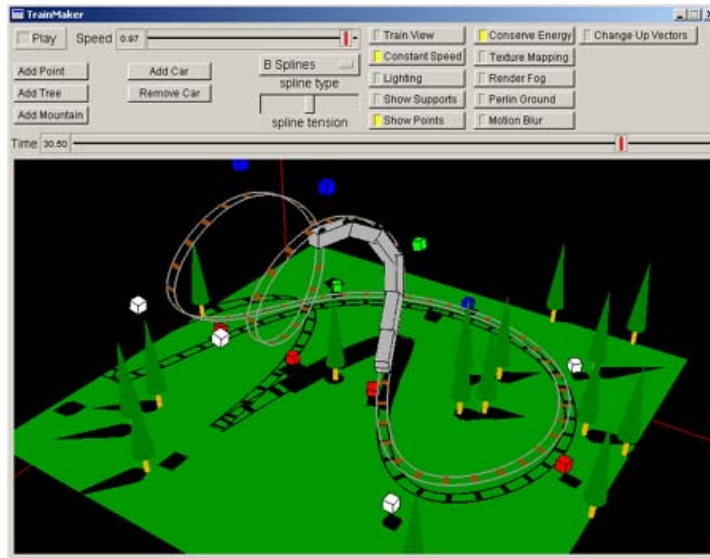 TrainMaker
Play
Speed 0.97
Add Point
Add Car
Add Tree
Remove Car
Add Mountain
B Splines
spline type
spline tension
Train View
Conserve Energy
Change Up Vectors
Constant Speed
Texture Mapping
Lighting
Render Fog
Show Supports
Perlin Ground
Show Points
Motion Blur
Time 30.50